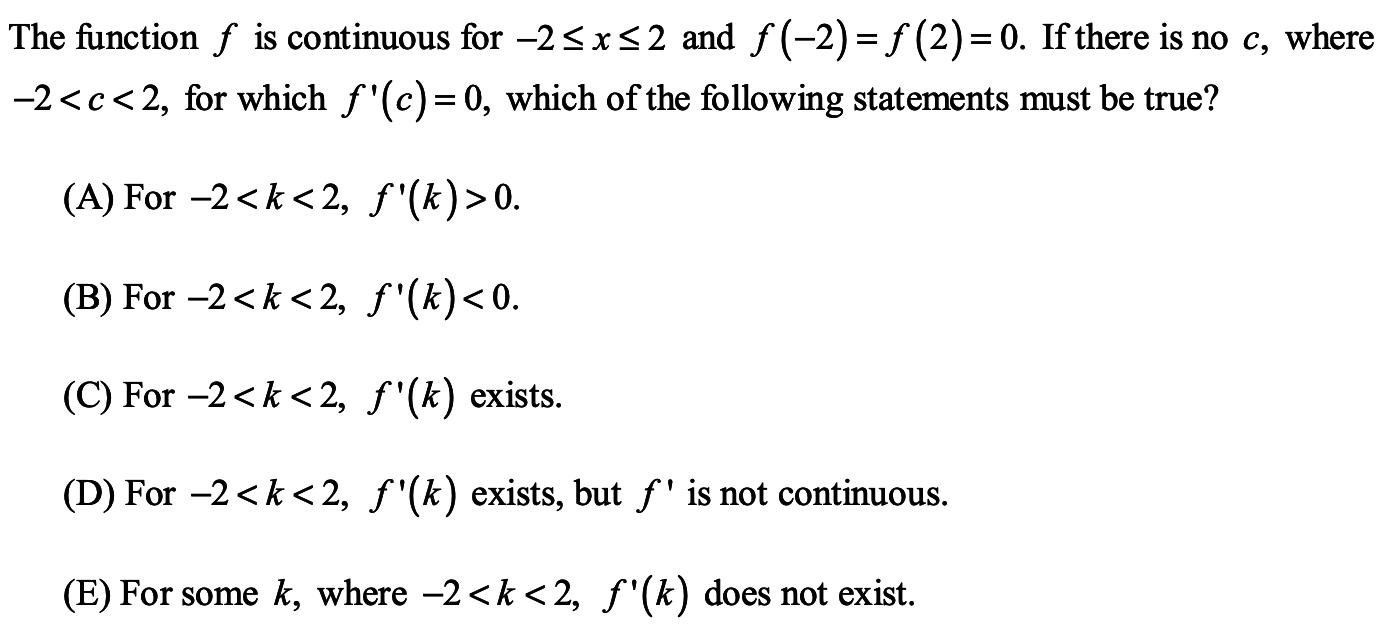 The function f is continuous for −2 ≤ x ≤ 2 and f(−2) = f(2) = 0. If there is no c, where
−2 < c < 2, for which f'(c) = 0, which of the following statements must be true?
(A) For −2 < k < 2, f'(k) > 0.
(B) For −2 < k < 2, f'(k) < 0.
(C) For −2 < k < 2, f'(k) exists.
(D) For −2 < k < 2, f'(k) exists, but f' is not continuous.
(E) For some k, where −2 < k < 2, f'(k) does not exist.